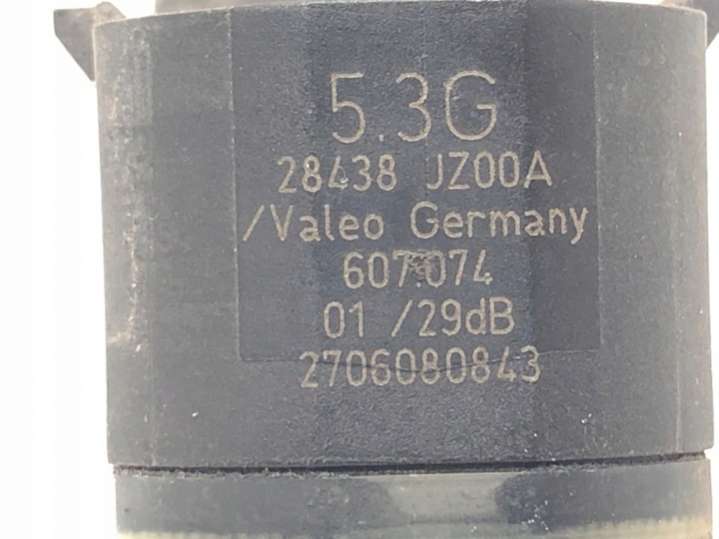 5.3G
28438 JZ00A
/Valeo Germany
607.074
01 /29dB
2706080843